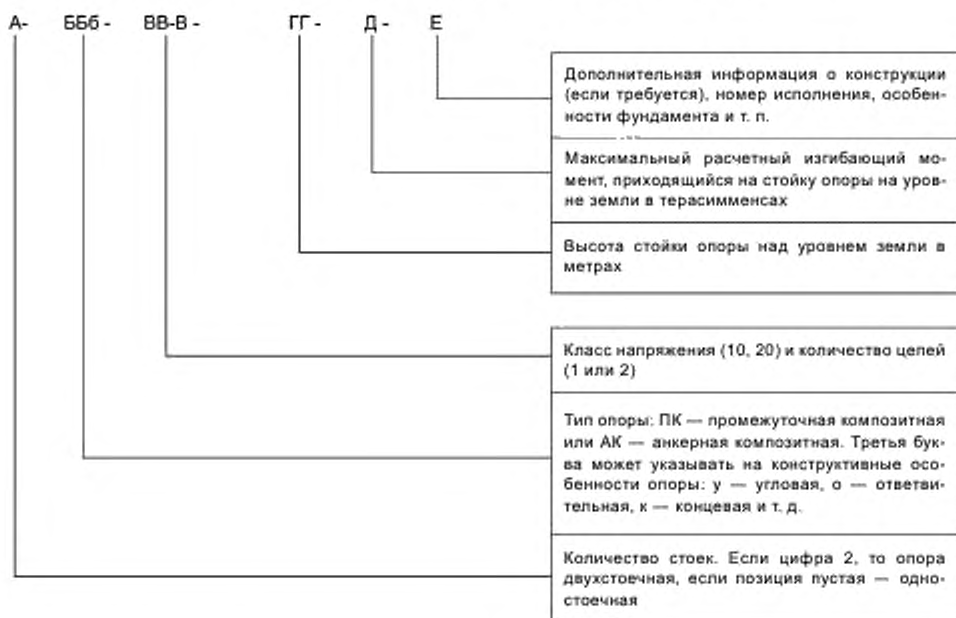 А- ББб - ВВ-В - ГГ - Д - Е
Дополнительная информация о конструкции
(если требуется), номер исполнения, особен-
ности фундамента и т. п.
Максимальный расчетный изгибающий мо-
мент, приходящийся на стойку опоры на уров-
не земли в терасимменсах
Высота стойки опоры над уровнем земли в
метрах
Класс напряжения (10, 20) и количество цепей
(1 или 2)
Тип опоры: ПК — промежуточная композитная
или АК — анкерная композитная. Третья бук-
ва может указывать на конструктивные осо-
бенности опоры: у — угловая, о — ответви-
тельная, к — концевая и т. д.
Количество стоек. Если цифра 2, то опора
двухстоечная, если позиция пустая — одно-
стоечная